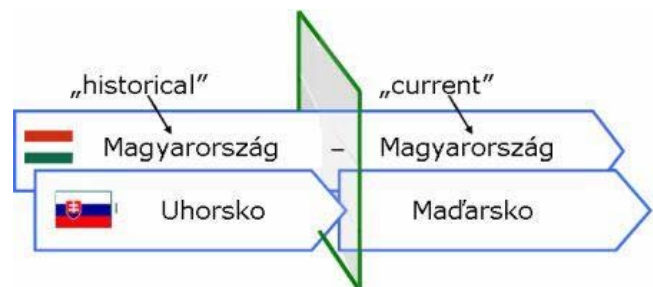 „historical” „current”
Magyarország – Magyarország
Uhorsko Maďarsko